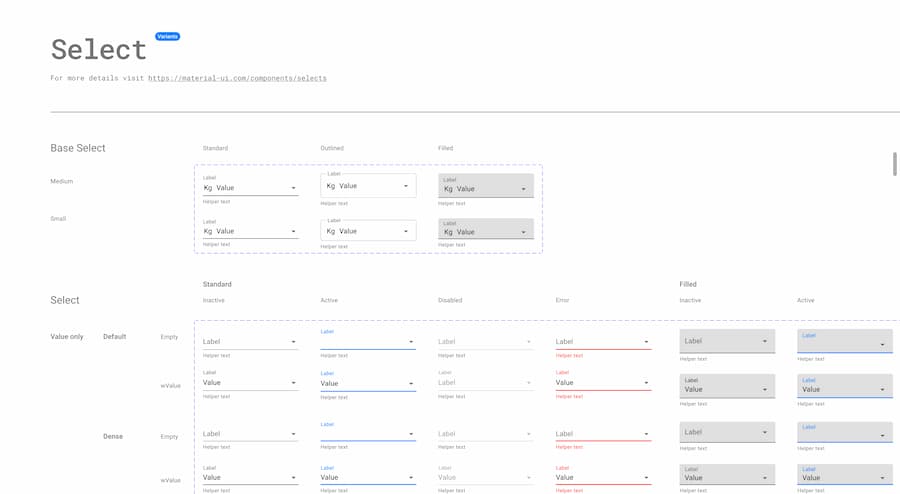 Select Variants
For more details visit https://material-ui.com/components/selects
Base Select Standard Outlined Filled
Medium
Label Label Label
Kg Value Kg Value Kg Value
Helper text Helper text Helper text
Small
Label Label Label
Kg Value Kg Value Kg Value
Helper text Helper text Helper text
Standard Filled
Select Inactive Active Disabled Error Inactive Active
Value only Default Empty
Label Label Label Label Label Label
Helper text Helper text Helper text Helper text Helper text Helper text
wValue
Label Label Label Label Label Label
Value Value Label Value Value Value
Helper text Helper text Helper text Helper text Helper text Helper text
Dense Empty
Label Label Label Label Label Label
Helper text Helper text Helper text Helper text Helper text Helper text
wValue
Label Label Label Label Label Label
Value Value Value Value Value Value
Helper text Helper text Helper text Helper text Helper text Helper text